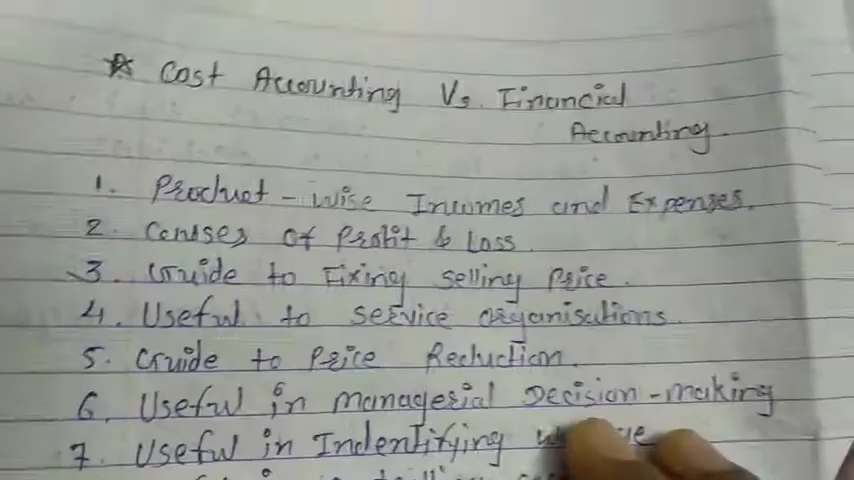 Cost Accounting Vs. Financial
Accounting.
1. Product-wise Incomes and Expenses.
2. Causes of Profit & Loss.
3. Guide to Fixing selling Price.
4. Useful to service organisations.
5. Guide to Price Reduction.
6. Useful in managerial Decision-making
7. Useful in Indentifying